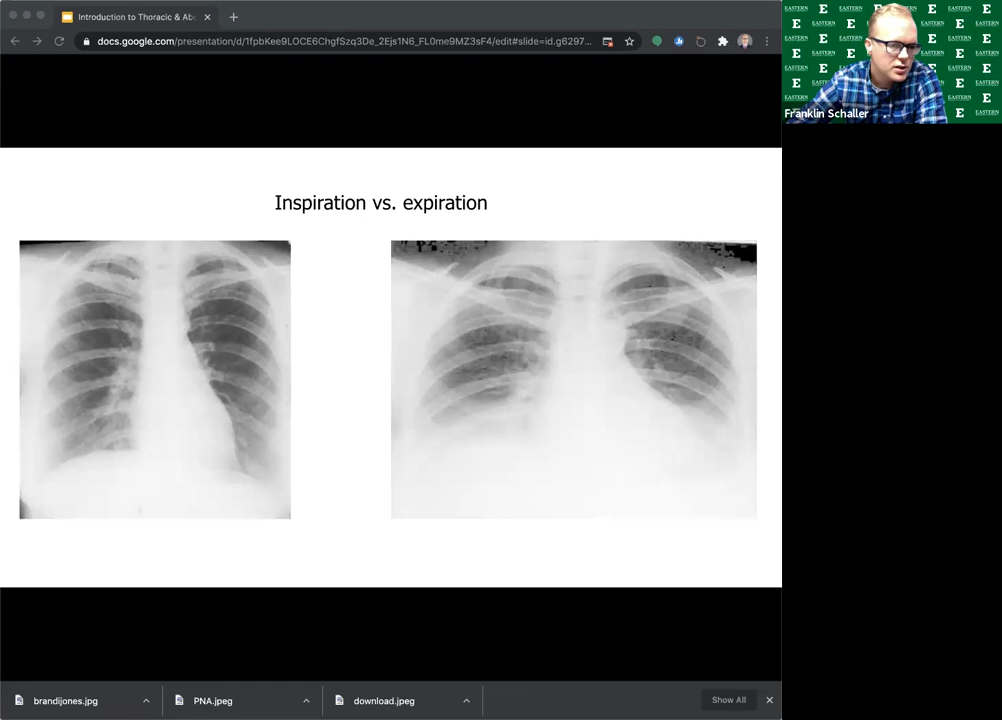 Introduction to Thoracic & Abd
docs.google.com/presentation/d/1fpbKee9LOCE6ChgfSzq3De_2Ejs1N6_FL0me9MZ3sF4/edit#slide=id.g6297...
Inspiration vs. expiration
brandijones.jpg
PNA.jpeg
download.jpeg
Show All
EASTERN
E
Franklin Schaller